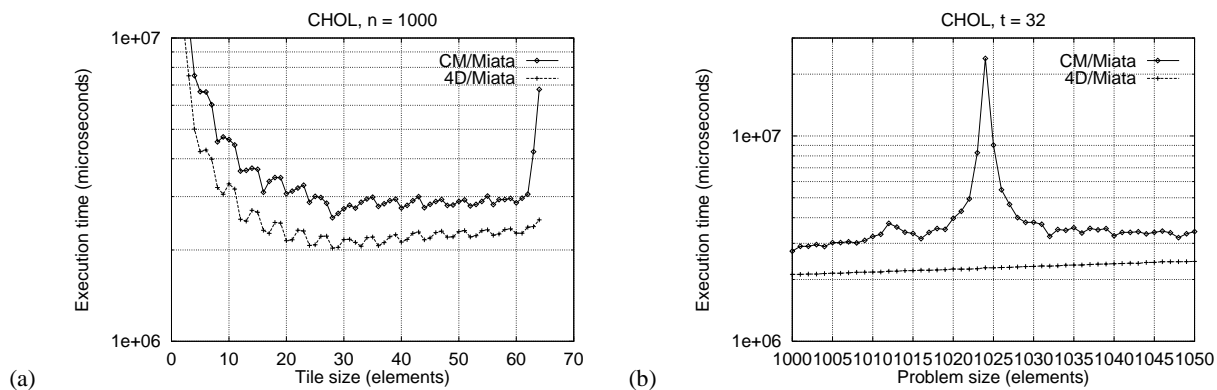 CHOL, n = 1000
1e+07
CM/Miata
4D/Miata
Execution time (microseconds)
1e+06
0 10 20 30 40 50 60 70
Tile size (elements)
(a)
CHOL, t = 32
CM/Miata
4D/Miata
1e+07
Execution time (microseconds)
1e+06
1000 1005 1010 1015 1020 1025 1030 1035 1040 1045 1050
Problem size (elements)
(b)